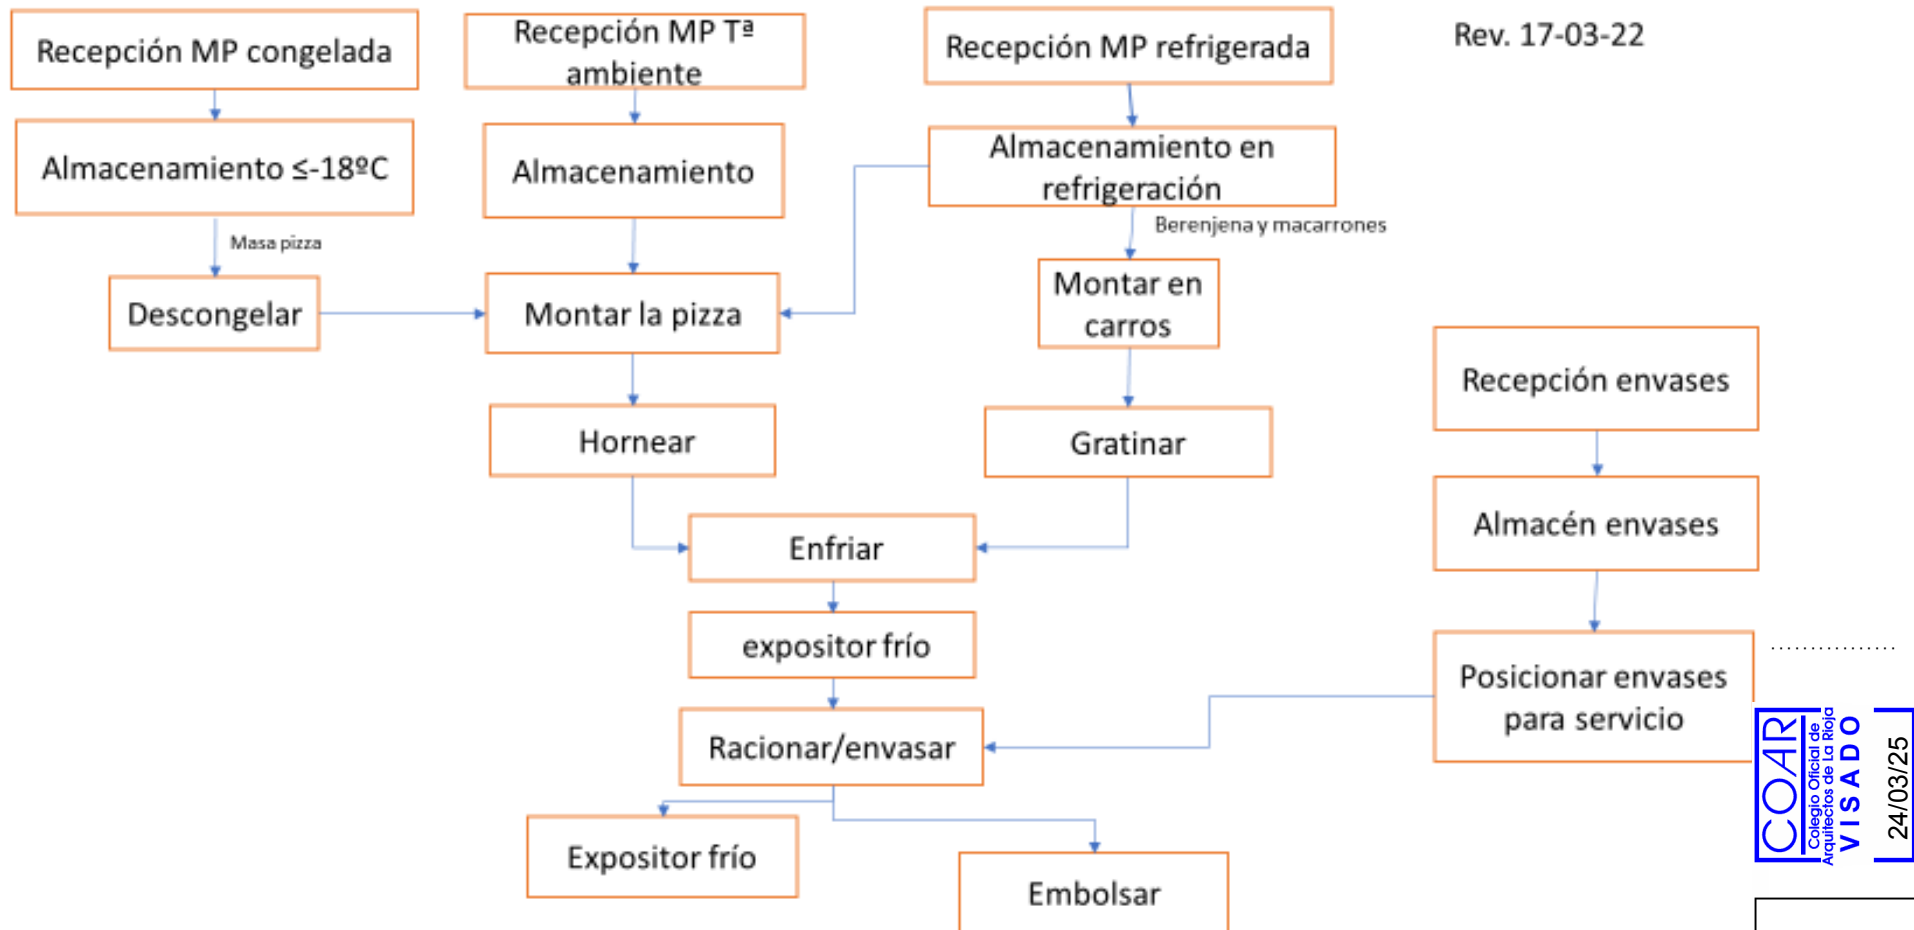 Recepción MP congelada
Recepción MP Tª
ambiente
Recepción MP refrigerada
Rev. 17-03-22
Almacenamiento ≤-18ºC
Almacenamiento
Almacenamiento en
refrigeración
Masa pizza
Berenjena y macarrones
Descongelar
Montar la pizza
Montar en
carros
Recepción envases
Hornear
Gratinar
Almacén envases
Enfriar
expositor frío
Posicionar envases
para servicio
Racionar/envasar
Expositor frío
Embolsar
COAR
Colegio Oficial de
Arquitectos de La Rioja
VISADO
24/03/25